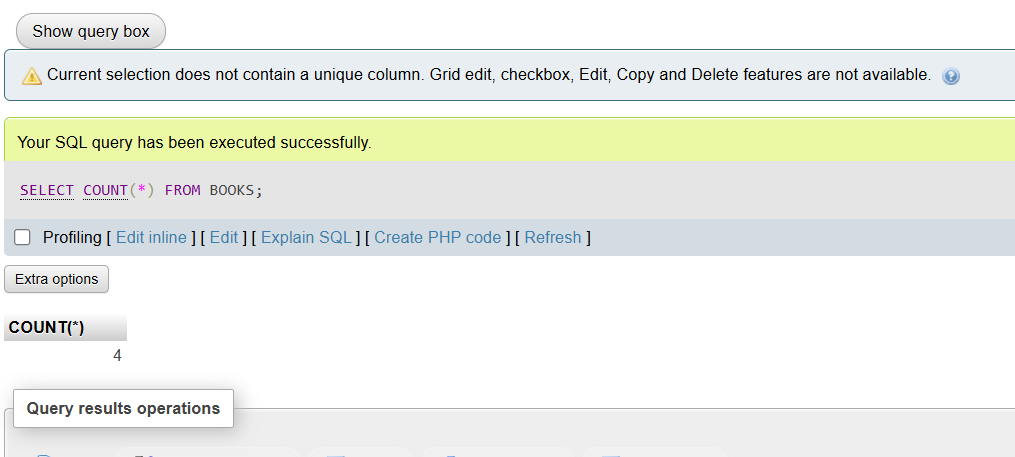 Show query box
Current selection does not contain a unique column. Grid edit, checkbox, Edit, Copy and Delete features are not available.
Your SQL query has been executed successfully.
SELECT COUNT(*) FROM BOOKS;
Profiling [ Edit inline ] [ Edit ] [ Explain SQL ] [ Create PHP code ] [ Refresh ]
Extra options
COUNT(*)
4
Query results operations